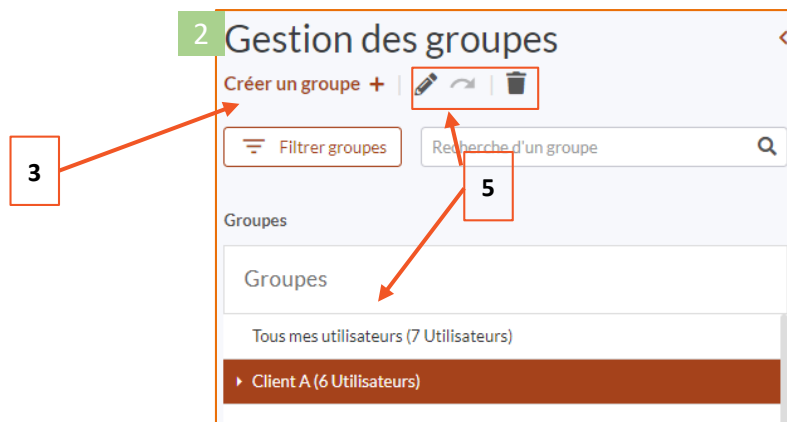 2
Gestion des groupes
Créer un groupe +
Filtrer groupes
Recherche d'un groupe
3
5
Groupes
Groupes
Tous mes utilisateurs (7 Utilisateurs)
Client A (6 Utilisateurs)